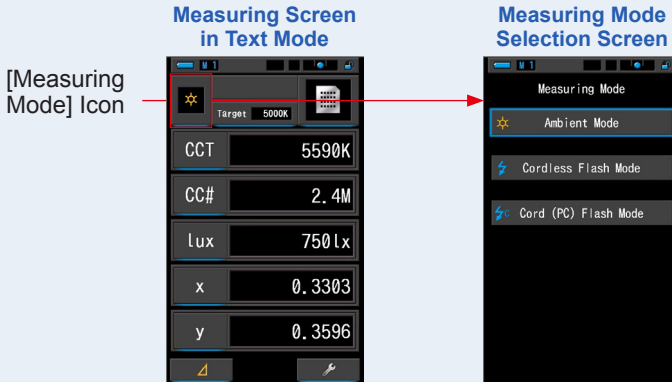 Measuring Screen
in Text Mode
Measuring Mode
Selection Screen
[Measuring
Mode] Icon
M 1
Target 5000K
CCT 5590K
CC# 2.4M
lux 750lx
x 0.3303
y 0.3596
M 1
Measuring Mode
Ambient Mode
Cordless Flash Mode
C Cord (PC) Flash Mode